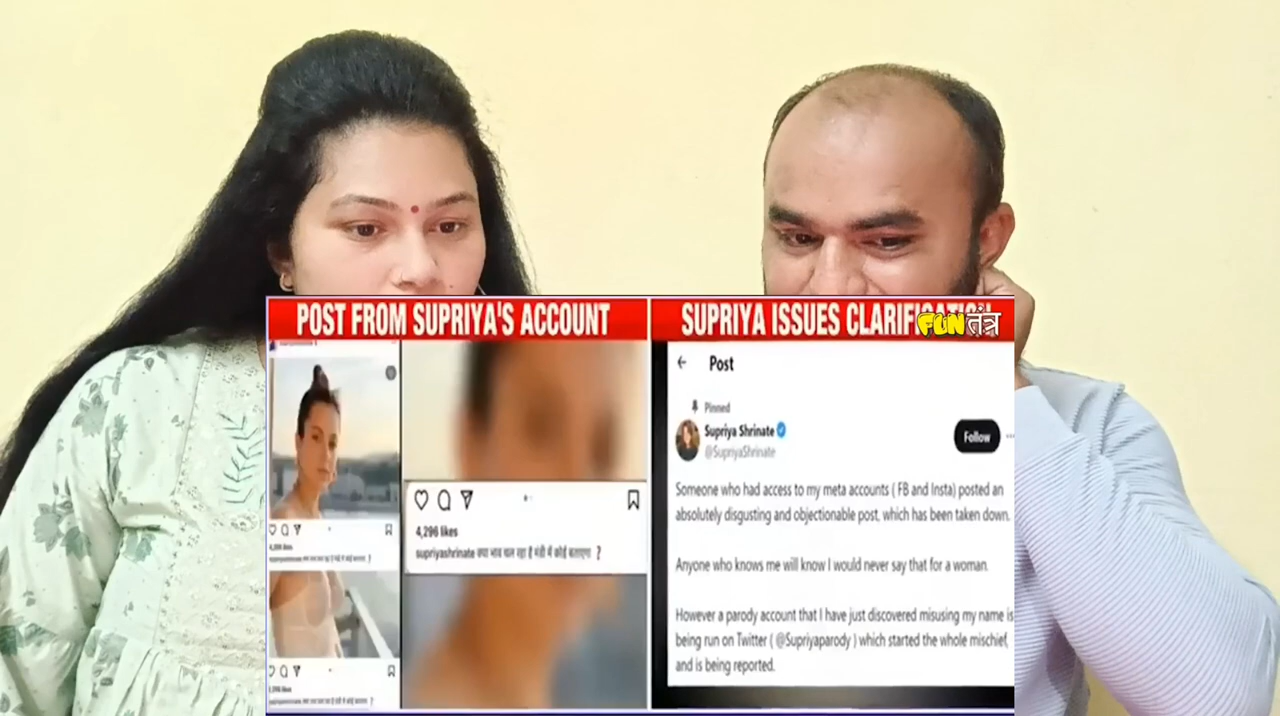 POST FROM SUPRIYA'S ACCOUNT
SUPRIYA ISSUES
FUNतंत्र
Post
Pinned
Supriya Shrinate
@SupriyaShrinate
Follow
Someone who had access to my meta accounts ( FB and Insta) posted an
absolutely disgusting and objectionable post, which has been taken down.
Anyone who knows me will know I would never say that for a woman.
However a parody account that I have just discovered misusing my name is
being run on Twitter ( @Supriyaparody ) which started the whole mischief,
and is being reported.
4,296 likes
supriyashrinate क्या भाव चल रहा है मंडी में कोई बताएगा ?